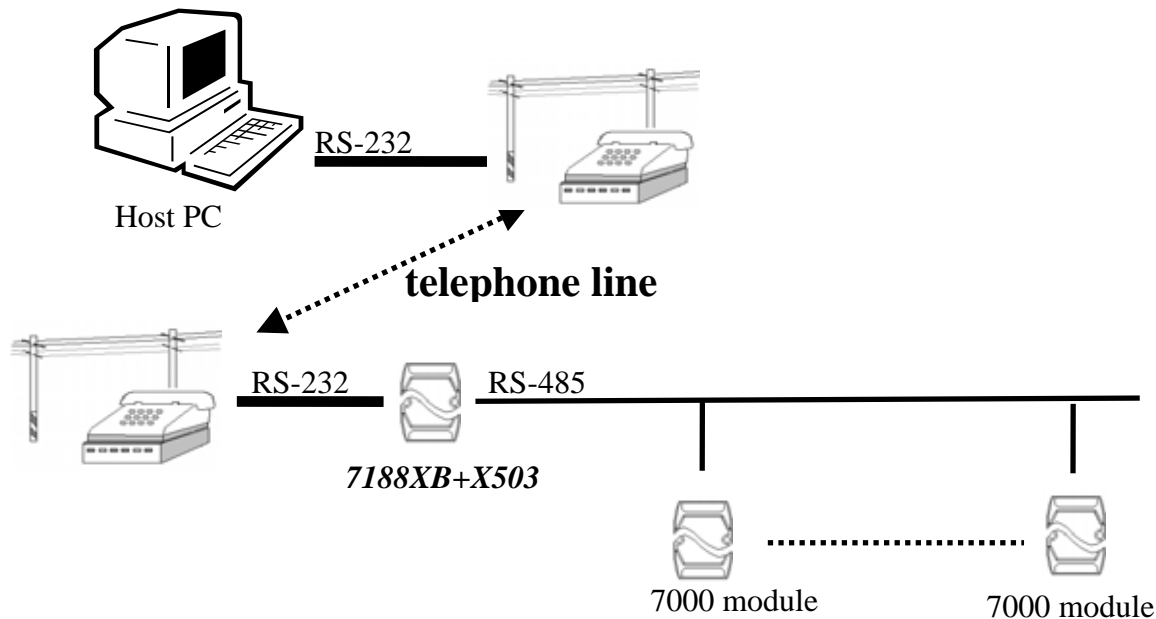 RS-232
Host PC
telephone line
RS-232
RS-485
7188XB+X503
7000 module
7000 module